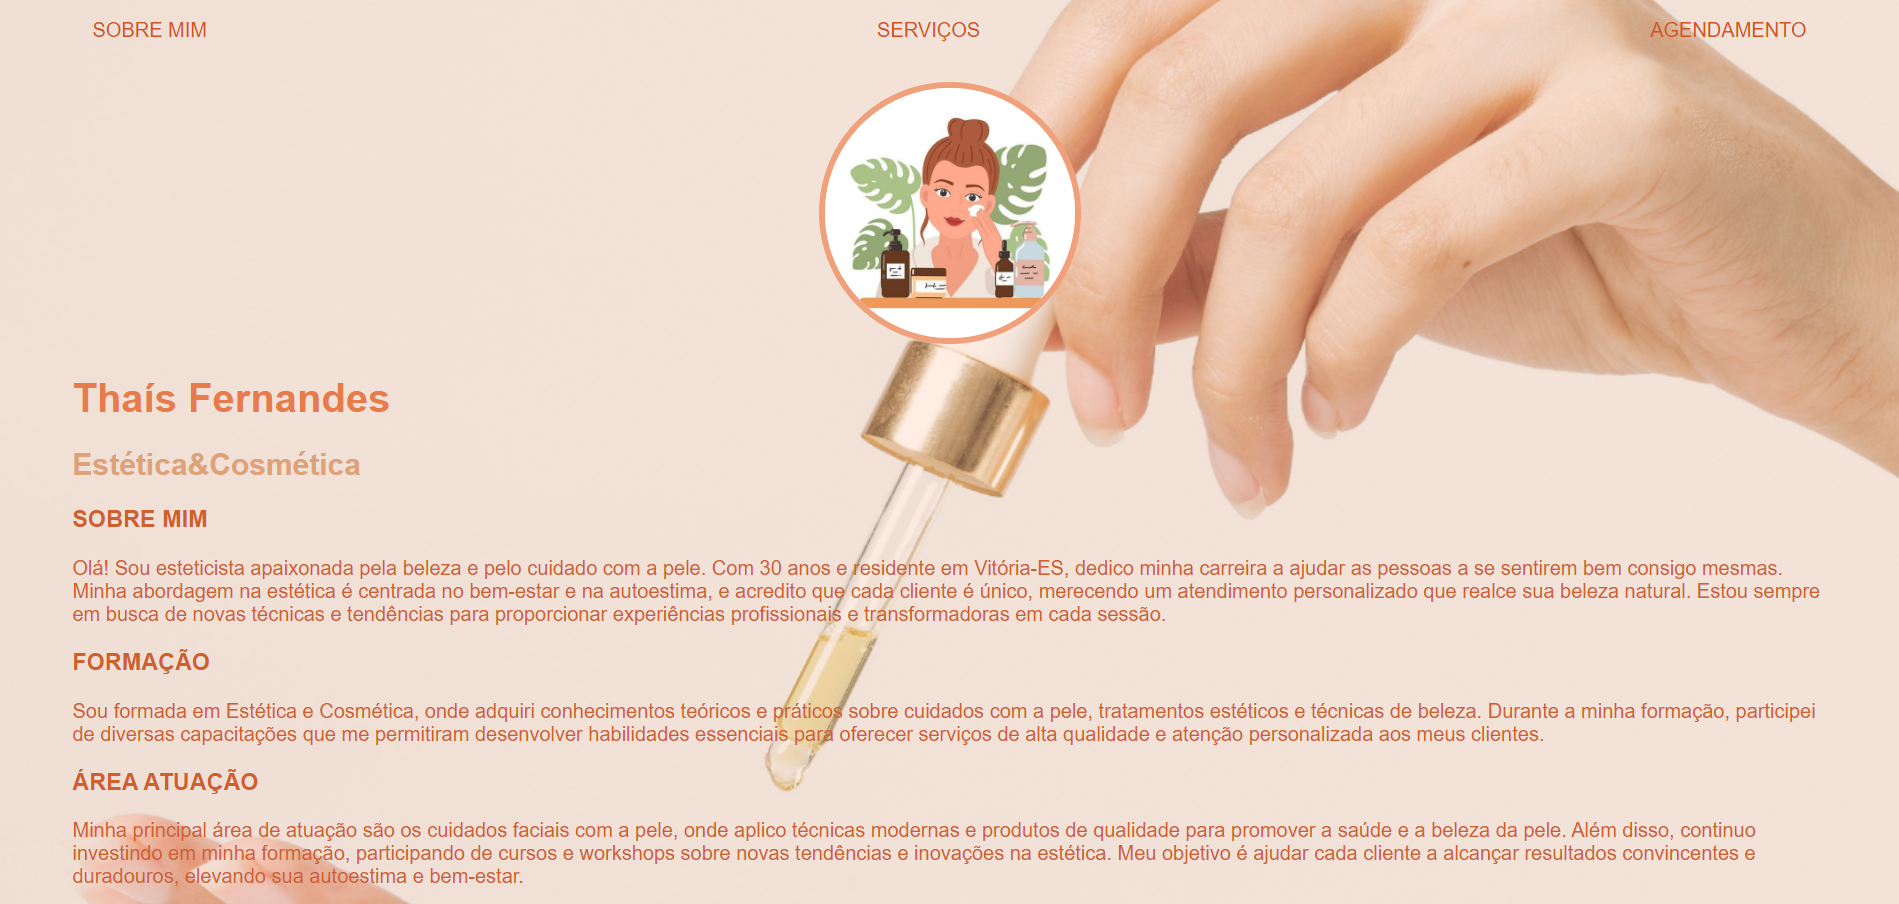 SOBRE MIM
SERVIÇOS
AGENDAMENTO
Thaís Fernandes
Estética&Cosmética
SOBRE MIM
Olá! Sou esteticista apaixonada pela beleza e pelo cuidado com a pele. Com 30 anos e residente em Vitória-ES, dedico minha carreira a ajudar as pessoas a se sentirem bem consigo mesmas.
Minha abordagem na estética é centrada no bem-estar e na autoestima, e acredito que cada cliente é único, merecendo um atendimento personalizado que realce sua beleza natural. Estou sempre
em busca de novas técnicas e tendências para proporcionar experiências profissionais e transformadoras em cada sessão.
FORMAÇÃO
Sou formada em Estética e Cosmética, onde adquiri conhecimentos teóricos e práticos sobre cuidados com a pele, tratamentos estéticos e técnicas de beleza. Durante a minha formação, participei
de diversas capacitações que me permitiram desenvolver habilidades essenciais para oferecer serviços de alta qualidade e atenção personalizada aos meus clientes.
ÁREA ATUAÇÃO
Minha principal área de atuação são os cuidados faciais com a pele, onde aplico técnicas modernas e produtos de qualidade para promover a saúde e a beleza da pele. Além disso, continuo
investindo em minha formação, participando de cursos e workshops sobre novas tendências e inovações na estética. Meu objetivo é ajudar cada cliente a alcançar resultados convincentes e
duradouros, elevando sua autoestima e bem-estar.